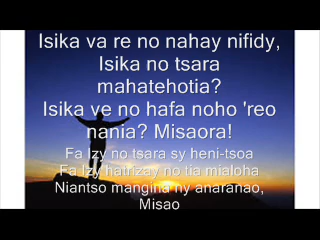 Isika va re no nahay nifidy,
Isika no tsara
mahatehotia?
Isika ve no hafa noho 'reo
nania? Misaora!
Fa Izy no tsara sy heni-tsoa
Fa Izy hatrizay no tia mialoha
Niantso mangina ny anaranao,
Misao